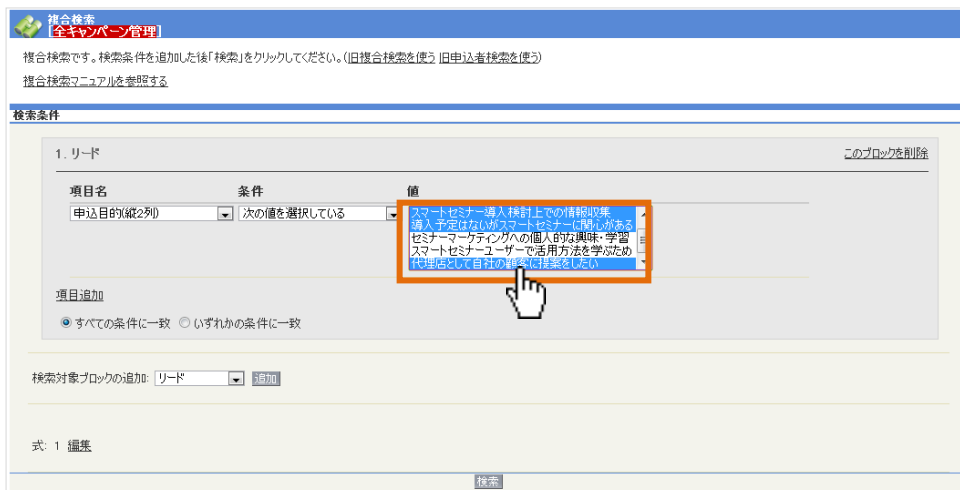 複合検索
[全キャンペーン管理]
複合検索です。検索条件を追加した後「検索」をクリックしてください。(旧複合検索を使う 旧申込者検索を使う)
複合検索マニュアルを参照する
検索条件
1. リード
このブロックを削除
項目名 条件 値
申込目的(縦2列) 次の値を選択している
スマートセミナー導入検討上での情報収集
導入予定はないがスマートセミナーに関心がある
セミナーマーケティングへの個人的な興味・学習
スマートセミナーユーザーで活用方法を学ぶため
代理店として自社の顧客に提案をしたい
項目追加
すべての条件に一致 いずれかの条件に一致
検索対象ブロックの追加: リード 追加
式: 1 編集
検索